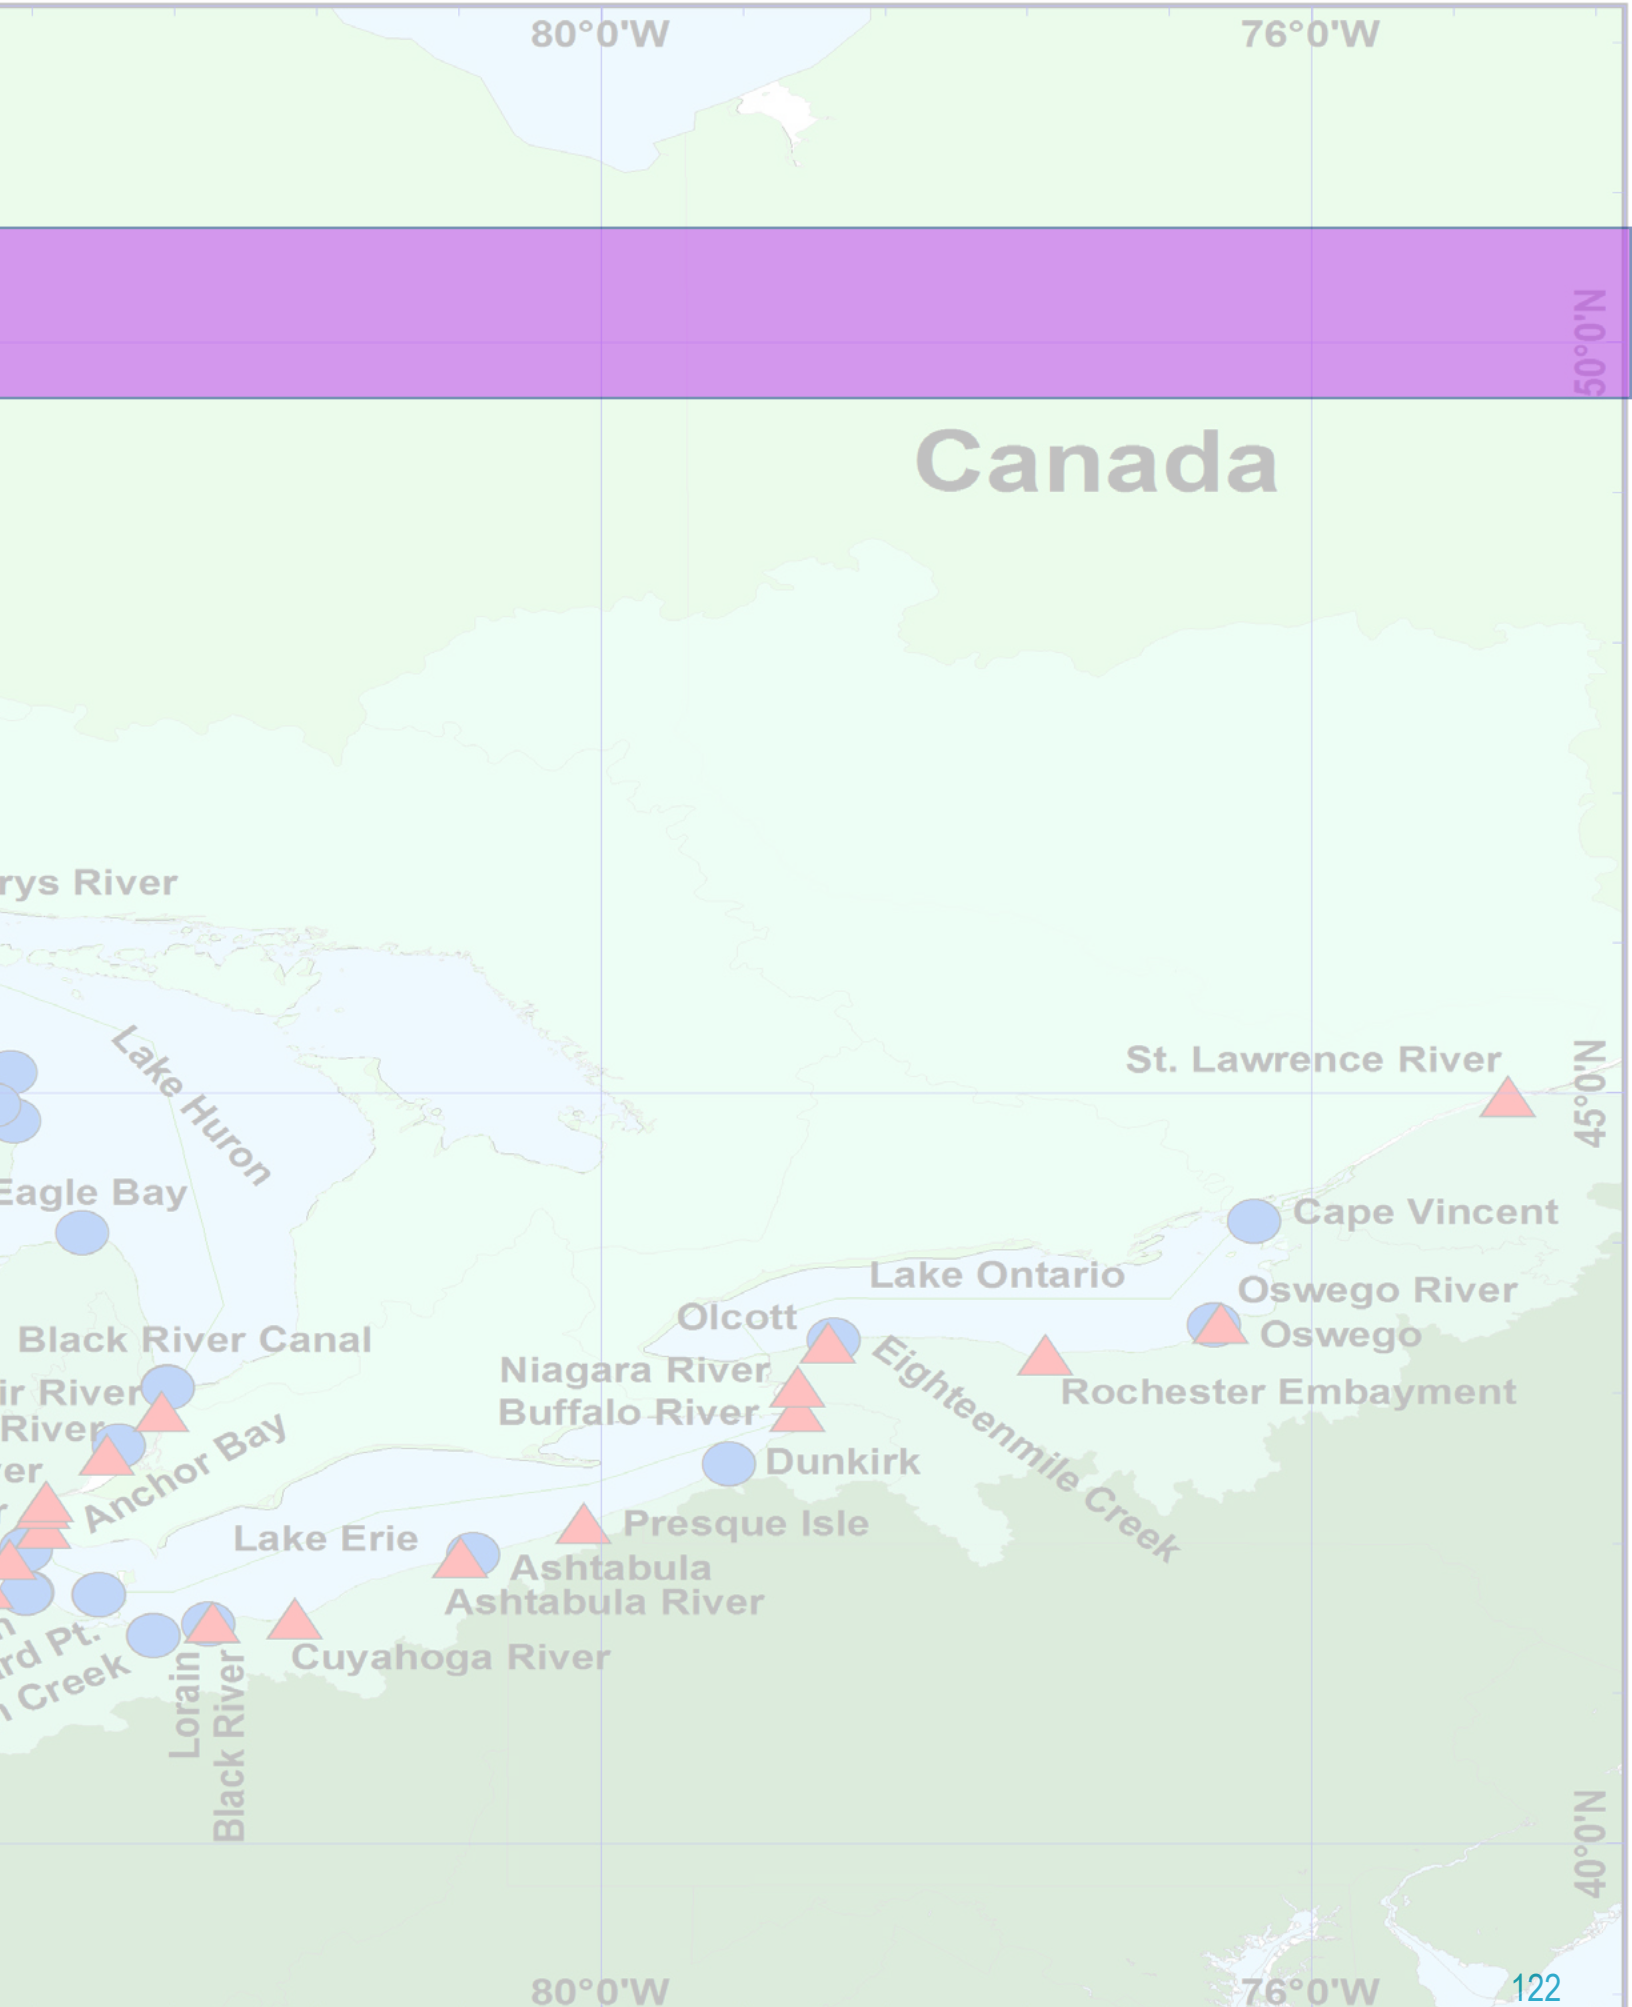 80°0'W
76°0'W
50°0'N
Canada
rys River
Lake Huron
St. Lawrence River
45°0'N
Eagle Bay
Cape Vincent
Lake Ontario
Oswego River
Olcott
Oswego
Black River Canal
Niagara River
Eighteenmile Creek
Rochester Embayment
ir River
Buffalo River
River
Anchor Bay
Dunkirk
er
Presque Isle
Lake Erie
Ashtabula
Ashtabula River
Cuyahoga River
rd Pt.
Creek
Lorain
Black River
40°0'N
80°0'W
76°0'W
122